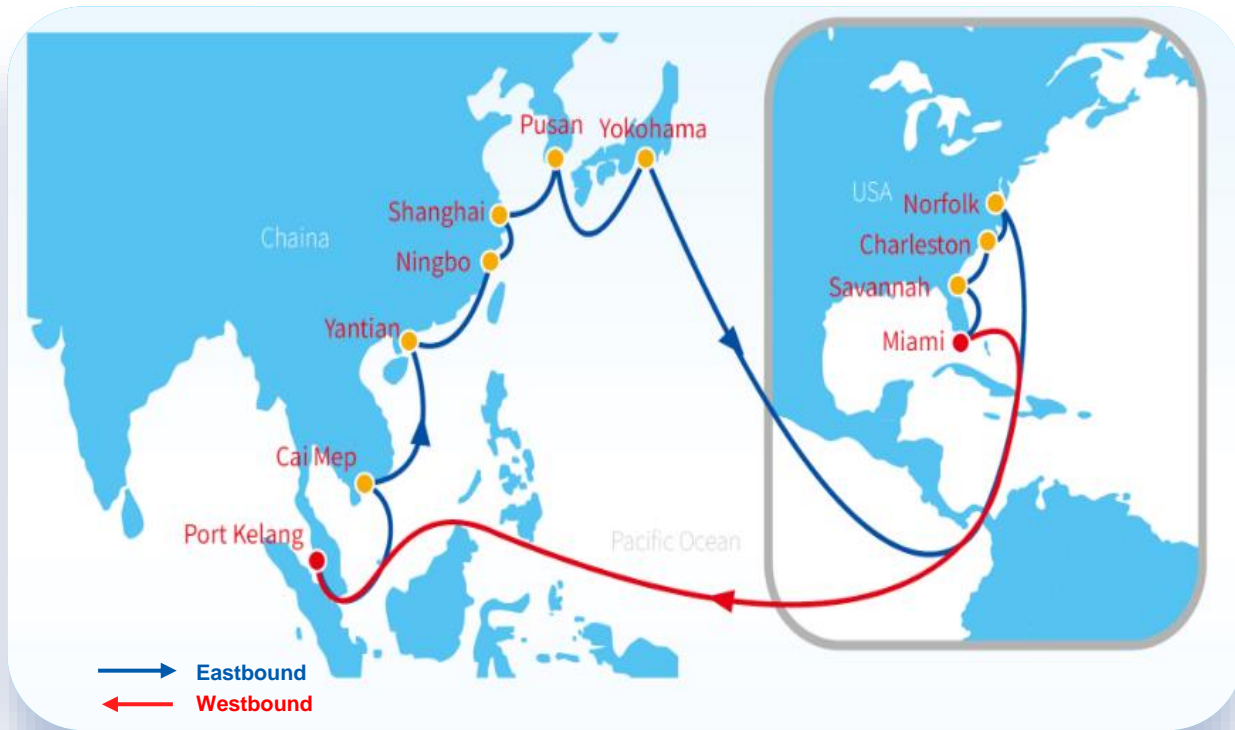 Pusan
Yokohama
USA
Norfolk
Shanghai
Chaina
Charleston
Ningbo
Savannah
Yantian
Miami
Cai Mep
Port Kelang
Pacific Ocean
Eastbound
Westbound